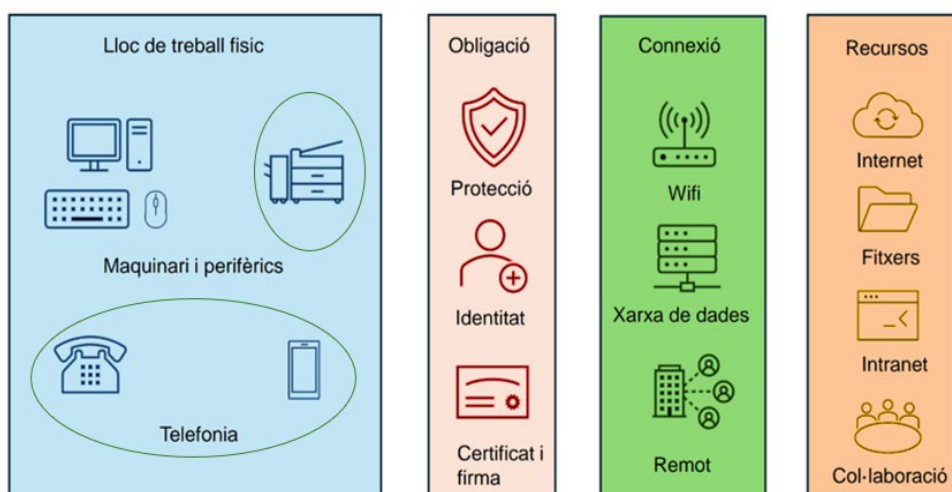 Lloc de treball fisic
Maquinari i perifèrics
Telefonia
Obligació
Protecció
Identitat
Certificat i
firma
Connexió
Wifi
Xarxa de dades
Remot
Recursos
Internet
Fitxers
Intranet
Col·laboració